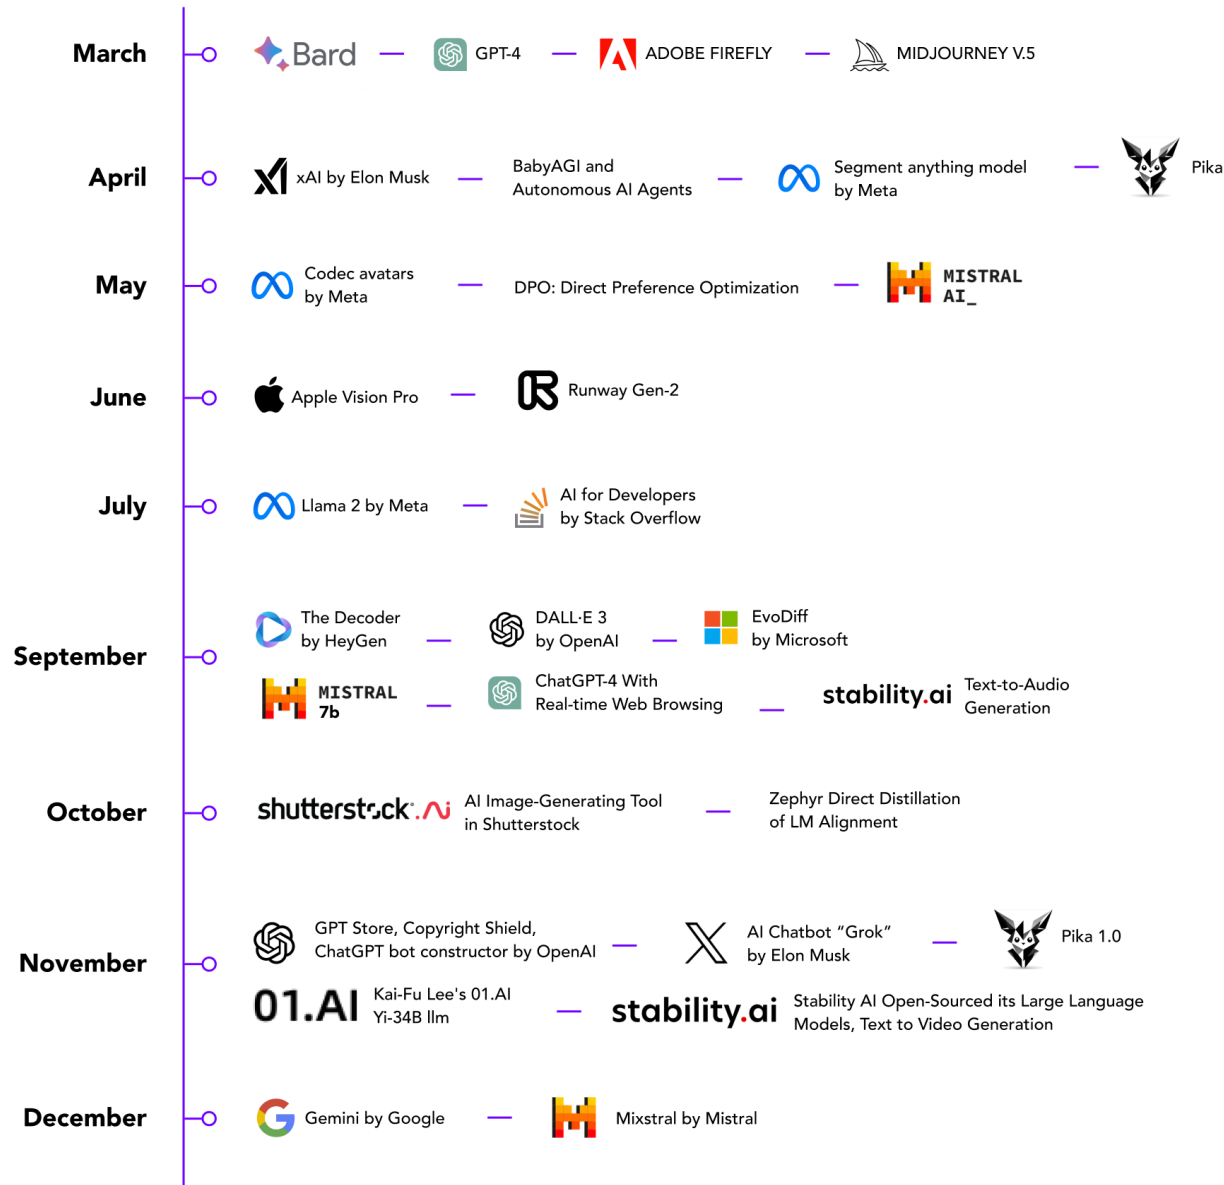 March
Bard
GPT-4
ADOBE FIREFLY
MIDJOURNEY V.5
April
xAI by Elon Musk
BabyAGI and
Autonomous AI Agents
Segment anything model
by Meta
Pika
May
Codec avatars
by Meta
DPO: Direct Preference Optimization
MISTRAL
AI_
June
Apple Vision Pro
Runway Gen-2
July
Llama 2 by Meta
AI for Developers
by Stack Overflow
September
The Decoder
by HeyGen
DALL·E 3
by OpenAI
EvoDiff
by Microsoft
MISTRAL
7b
ChatGPT-4 With
Real-time Web Browsing
stability.ai
Text-to-Audio
Generation
October
shutterstock.ai
AI Image-Generating Tool
in Shutterstock
Zephyr Direct Distillation
of LM Alignment
November
GPT Store, Copyright Shield,
ChatGPT bot constructor by OpenAI
AI Chatbot “Grok”
by Elon Musk
Pika 1.0
01.AI
Kai-Fu Lee's 01.AI
Yi-34B llm
stability.ai
Stability AI Open-Sourced its Large Language
Models, Text to Video Generation
December
Gemini by Google
Mixstral by Mistral